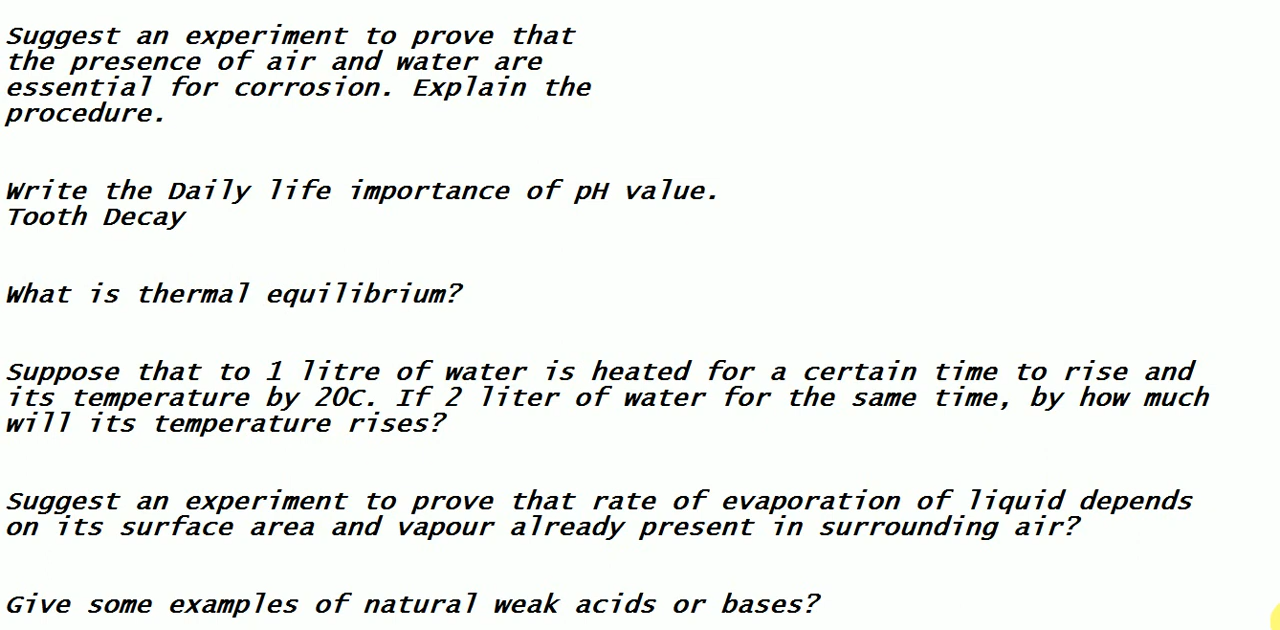 Suggest an experiment to prove that
the presence of air and water are
essential for corrosion. Explain the
procedure.
Write the Daily life importance of pH value.
Tooth Decay
What is thermal equilibrium?
Suppose that to 1 litre of water is heated for a certain time to rise and
its temperature by 2OC. If 2 liter of water for the same time, by how much
will its temperature rises?
Suggest an experiment to prove that rate of evaporation of liquid depends
on its surface area and vapour already present in surrounding air?
Give some examples of natural weak acids or bases?